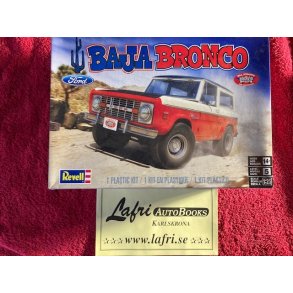 BAJA BRONCO
Ford
Revell
1 PLASTIC KIT / 1 KIT EN PLASTIQUE / 1 KIT PLÁSTICO
Lafri AUTOBOOKS
KARLSKRONA
☆☆☆ www.lafri.se ☆☆☆